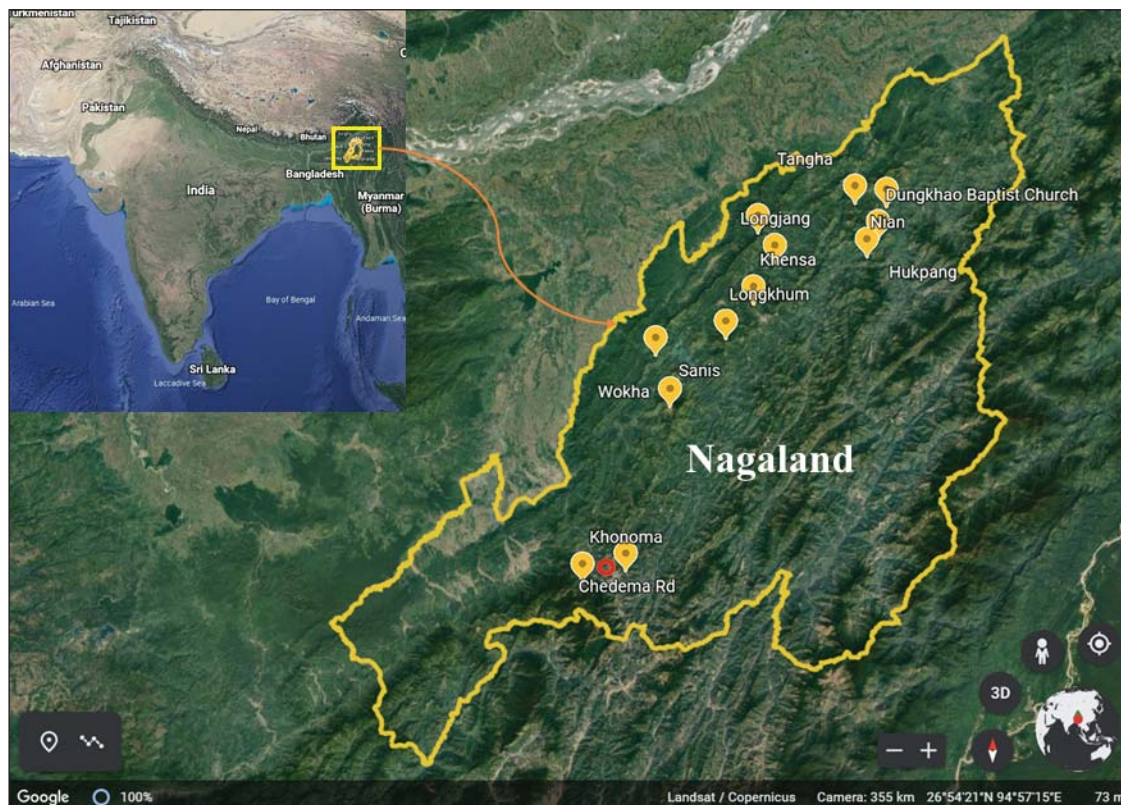 urkmenistan
Tajikistan
Afghanistan
Pakistan
Nepal
Bhutan
Bangladesh
India
Myanmar
(Burma)
Arabian Sea
Bay of Bengal
Andaman Sea
Sri Lanka
Laccadive Sea
Tangha
Dungkhao Baptist Church
Longjang
Nian
Khensa
Hukpang
Longkhum
Sanis
Wokha
Nagaland
Khonoma
Chedema Rd
3D
Google
100%
Landsat / Copernicus
Camera: 355 km
26°54'21"N 94°57'15"E
73 m